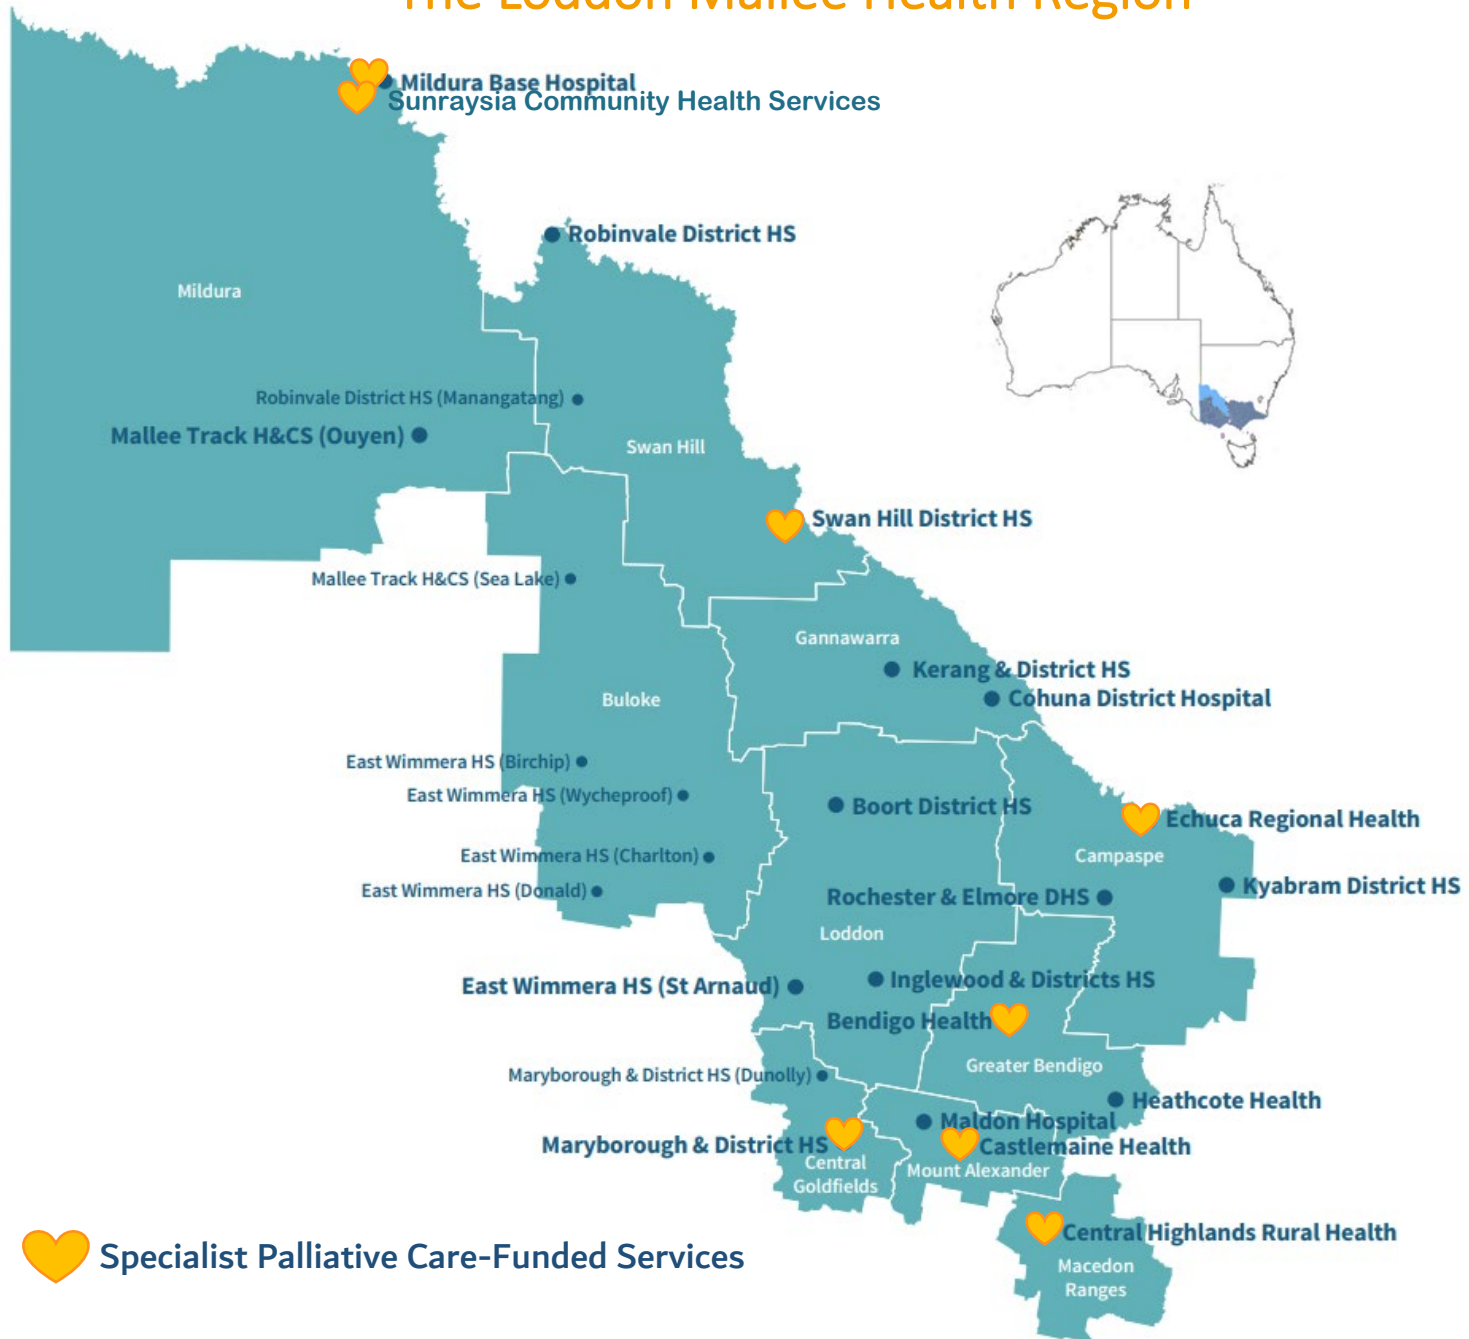 The Loddon Mallee Health Region
Mildura Base Hospital
Sunraysia Community Health Services
Robinvale District HS
Mildura
Robinvale District HS (Manangatang)
Mallee Track H&CS (Ouyen)
Swan Hill
Swan Hill District HS
Mallee Track H&CS (Sea Lake)
Gannawarra
Kerang & District HS
Cohuna District Hospital
Buloke
East Wimmera HS (Birchip)
East Wimmera HS (Wycheproof)
Boort District HS
Echuca Regional Health
East Wimmera HS (Charlton)
Campaspe
Kyabram District HS
East Wimmera HS (Donald)
Rochester & Elmore DHS
Loddon
East Wimmera HS (St Arnaud)
Inglewood & Districts HS
Bendigo Health
Greater Bendigo
Maryborough & District HS (Dunolly)
Heathcote Health
Maldon Hospital
Maryborough & District HS
Castlemaine Health
Central
Goldfields
Mount Alexander
Central Highlands Rural Health
Specialist Palliative Care-Funded Services
Macedon
Ranges